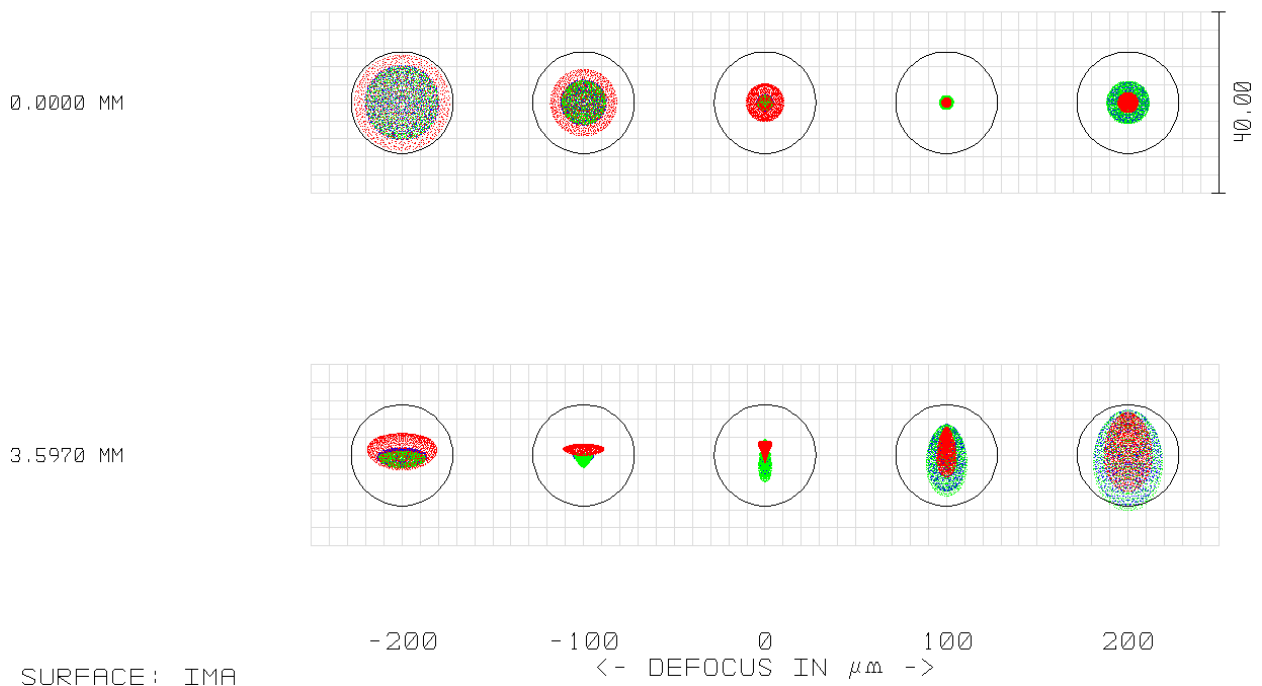 0.0000 MM
40.00
3.5970 MM
-200 -100 0 100 200
<- DEFOCUS IN μm ->
SURFACE: IMA